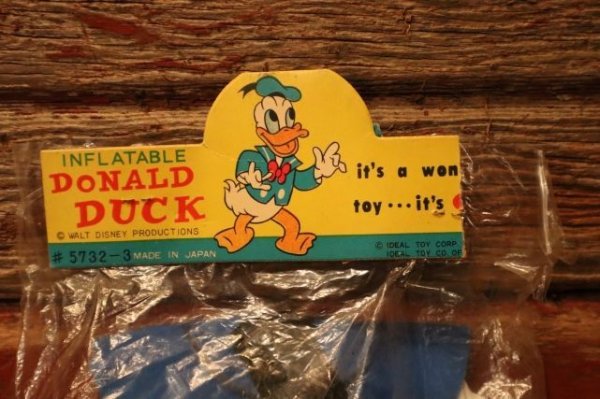 INFLATABLE
DONALD
DUCK
© WALT DISNEY PRODUCTIONS
# 5732-3 MADE IN JAPAN
it's a won
toy...it's
© IDEAL TOY CORP.
IDEAL TOY CO. OF